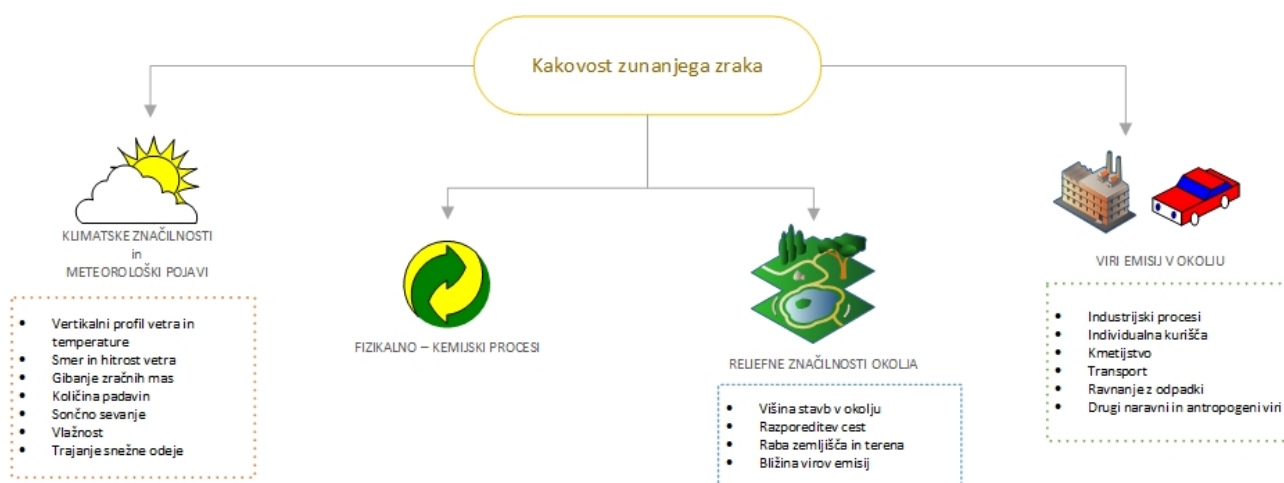 Kakovost zunanjega zraka
KLIMATSKE ZNAČILNOSTI
in
METEOROLOŠKI POJAVI
• Vertikalni profil vetra in
temperature
• Smer in hitrost vetra
• Gibanje zračnih mas
• Količina padavin
• Sončno sevanje
• Vlažnost
• Trajanje snežne odeje
FIZIKALNO – KEMIJSKI PROCESI
RELIEFNE ZNAČILNOSTI OKOLJA
• Višina stavb v okolju
• Razporeditev cest
• Raba zemljišča in terena
• Bližina virov emisij
VIRI EMISIJ V OKOLJU
• Industrijski procesi
• Individualna kurišča
• Kmetijstvo
• Transport
• Ravnanje z odpadki
• Drugi naravni in antropogeni viri